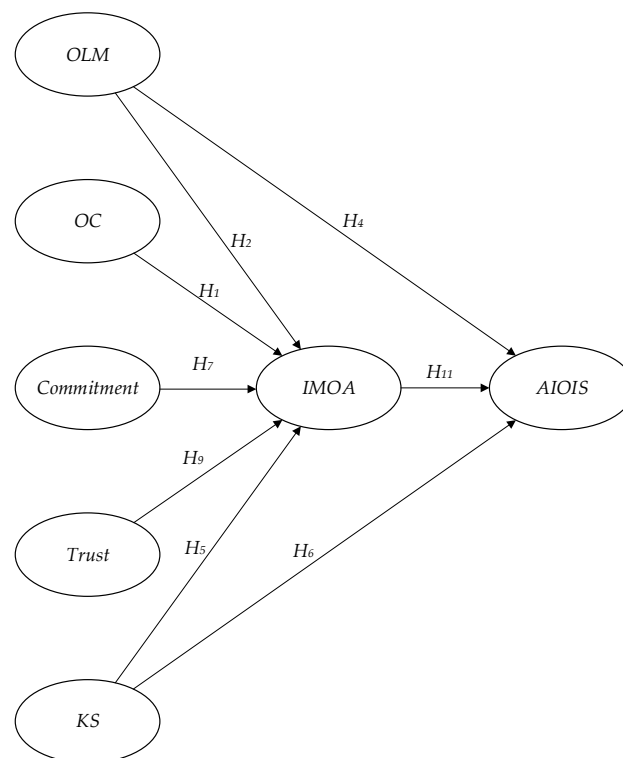 OLM
H4
H2
OC
H1
Commitment
H7
IMOA
H11
AIOIS
H9
Trust
H5
H6
KS